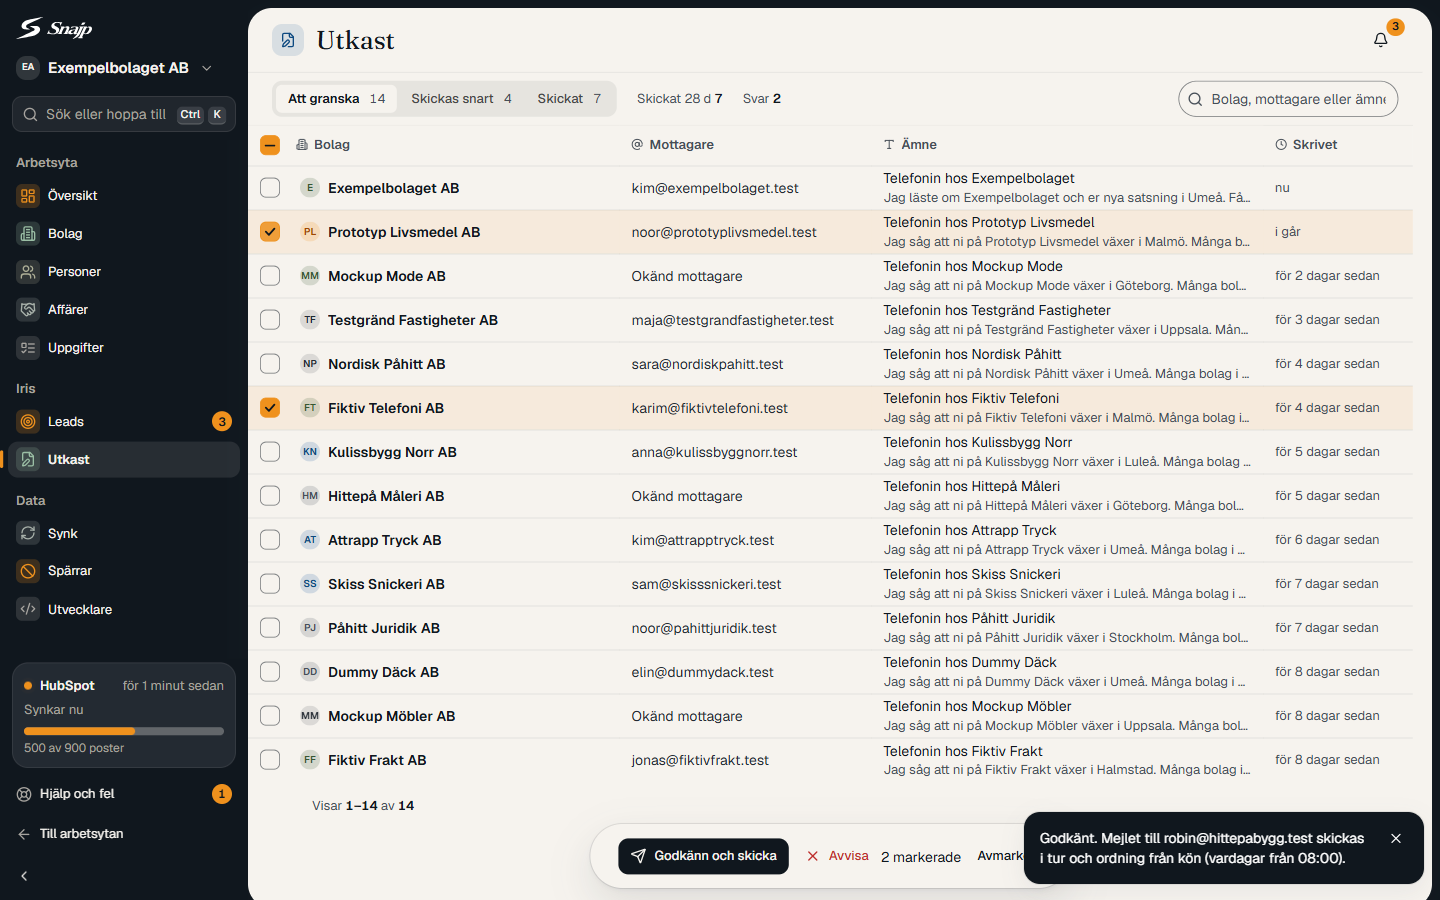 Snajp
EA Exempelbolaget AB
Sök eller hoppa till Ctrl K
Arbetsyta
Översikt
Bolag
Personer
Affärer
Uppgifter
Iris
Leads 3
Utkast
Data
Synk
Spärrar
Utvecklare
HubSpot för 1 minut sedan
Synkar nu
500 av 900 poster
Hjälp och fel 1
Till arbetsytan
Utkast
3
Att granska 14 Skickas snart 4 Skickat 7 Skickat 28 d 7 Svar 2
Bolag, mottagare eller ämne
Bolag Mottagare Ämne Skrivet
E Exempelbolaget AB kim@exempelbolaget.test Telefonin hos Exempelbolaget nu
Jag läste om Exempelbolaget och er nya satsning i Umeå. Få...
PL Prototyp Livsmedel AB noor@prototyplivsmedel.test Telefonin hos Prototyp Livsmedel i går
Jag såg att ni på Prototyp Livsmedel växer i Malmö. Många b...
MM Mockup Mode AB Okänd mottagare Telefonin hos Mockup Mode för 2 dagar sedan
Jag såg att ni på Mockup Mode växer i Göteborg. Många bol...
TF Testgränd Fastigheter AB maja@testgrandfastigheter.test Telefonin hos Testgränd Fastigheter för 3 dagar sedan
Jag såg att ni på Testgränd Fastigheter växer i Uppsala. Mån...
NP Nordisk Påhitt AB sara@nordiskpahitt.test Telefonin hos Nordisk Påhitt för 4 dagar sedan
Jag såg att ni på Nordisk Påhitt växer i Umeå. Många bolag i ...
FT Fiktiv Telefoni AB karim@fiktivtelefoni.test Telefonin hos Fiktiv Telefoni för 4 dagar sedan
Jag såg att ni på Fiktiv Telefoni växer i Malmö. Många bolag i...
KN Kulissbygg Norr AB anna@kulissbyggnorr.test Telefonin hos Kulissbygg Norr för 5 dagar sedan
Jag såg att ni på Kulissbygg Norr växer i Luleå. Många bolag ...
HM Hittepå Måleri AB Okänd mottagare Telefonin hos Hittepå Måleri för 5 dagar sedan
Jag såg att ni på Hittepå Måleri växer i Göteborg. Många bol...
AT Attrapp Tryck AB kim@attrapptryck.test Telefonin hos Attrapp Tryck för 6 dagar sedan
Jag såg att ni på Attrapp Tryck växer i Umeå. Många bolag i ...
SS Skiss Snickeri AB sam@skisssnickeri.test Telefonin hos Skiss Snickeri för 7 dagar sedan
Jag såg att ni på Skiss Snickeri växer i Luleå. Många bolag i ...
PJ Påhitt Juridik AB noor@pahittjuridik.test Telefonin hos Påhitt Juridik för 7 dagar sedan
Jag såg att ni på Påhitt Juridik växer i Stockholm. Många bol...
DD Dummy Däck AB elin@dummydack.test Telefonin hos Dummy Däck för 8 dagar sedan
Jag såg att ni på Dummy Däck växer i Umeå. Många bolag i ...
MM Mockup Möbler AB Okänd mottagare Telefonin hos Mockup Möbler för 8 dagar sedan
Jag såg att ni på Mockup Möbler växer i Uppsala. Många bol...
FF Fiktiv Frakt AB jonas@fiktivfrakt.test Telefonin hos Fiktiv Frakt för 8 dagar sedan
Jag såg att ni på Fiktiv Frakt växer i Halmstad. Många bolag i...
Visar 1–14 av 14
Godkänn och skicka Avvisa 2 markerade Avmark
Godkänt. Mejlet till robin@hittepabygg.test skickas
i tur och ordning från kön (vardagar från 08:00).